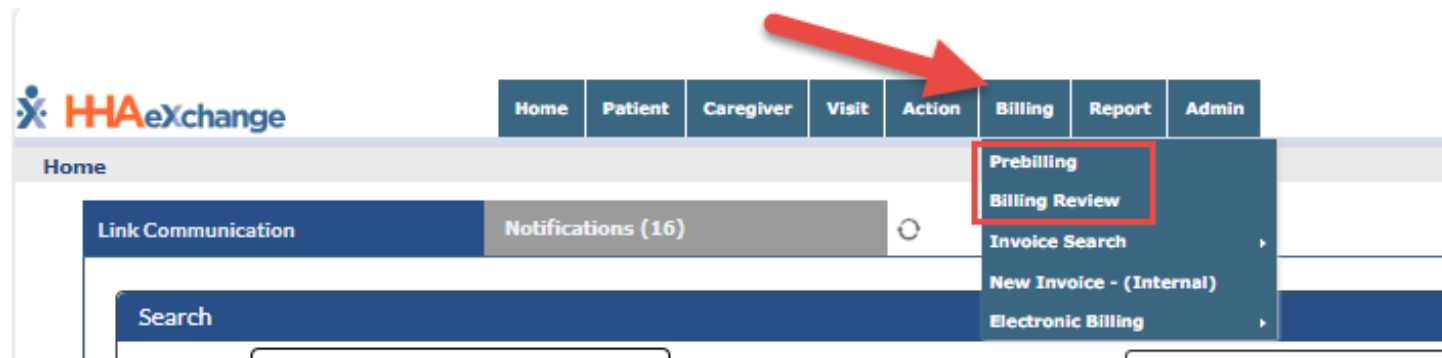 HHAeXchange
Home Patient Caregiver Visit Action Billing Report Admin
Home
Prebilling
Billing Review
Invoice Search
New Invoice - (Internal)
Electronic Billing
Link Communication
Notifications (16)
Search